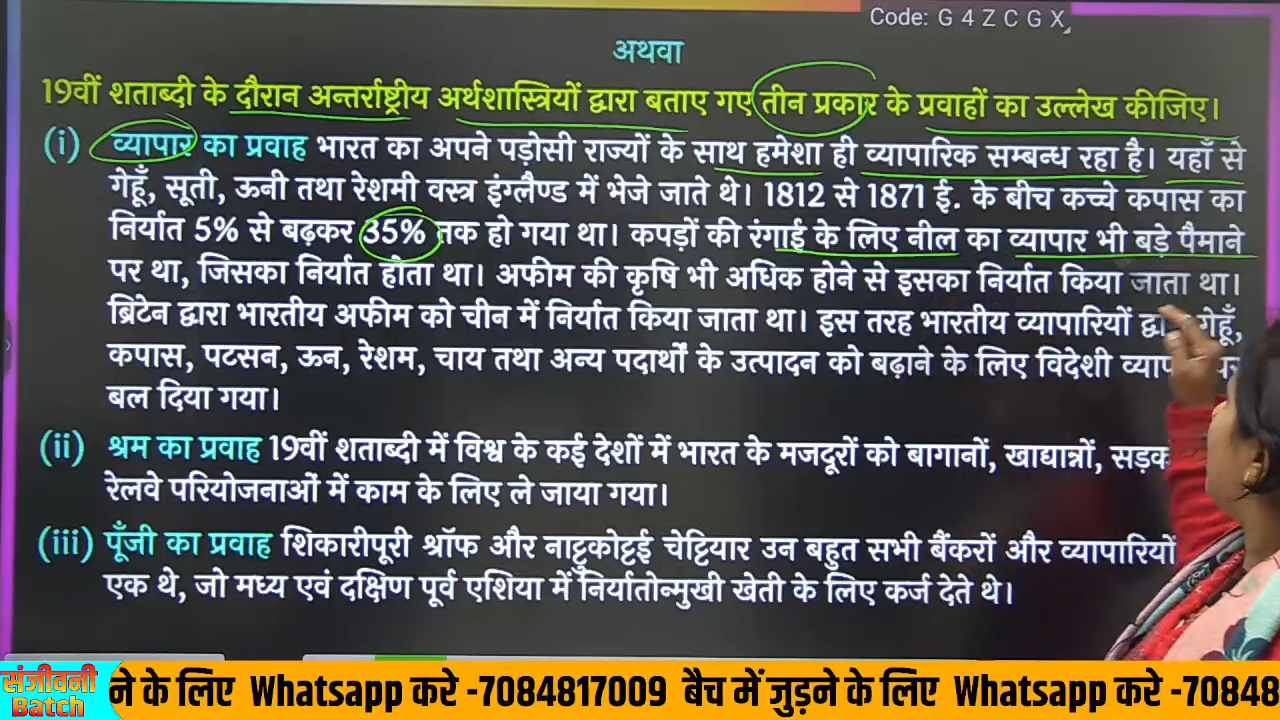 Code: G 4 Z C G X
अथवा
19वीं शताब्दी के दौरान अन्तर्राष्ट्रीय अर्थशास्त्रियों द्वारा बताए गए तीन प्रकार के प्रवाहों का उल्लेख कीजिए।
(i) व्यापार का प्रवाह भारत का अपने पड़ोसी राज्यों के साथ हमेशा ही व्यापारिक सम्बन्ध रहा है। यहाँ से
गेहूँ, सूती, ऊनी तथा रेशमी वस्त्र इंग्लैण्ड में भेजे जाते थे। 1812 से 1871 ई. के बीच कच्चे कपास का
निर्यात 5% से बढ़कर 35% तक हो गया था। कपड़ों की रंगाई के लिए नील का व्यापार भी बड़े पैमाने
पर था, जिसका निर्यात होता था। अफीम की कृषि भी अधिक होने से इसका निर्यात किया जाता था।
ब्रिटेन द्वारा भारतीय अफीम को चीन में निर्यात किया जाता था। इस तरह भारतीय व्यापारियों गेहूँ,
कपास, पटसन, ऊन, रेशम, चाय तथा अन्य पदार्थों के उत्पादन को बढ़ाने के लिए विदेशी
बल दिया गया।
(ii) श्रम का प्रवाह 19वीं शताब्दी में विश्व के कई देशों में भारत के मजदूरों को बागानों, खाद्यान्नों,
रेलवे परियोजनाओं में काम के लिए ले जाया गया।
(iii) पूँजी का प्रवाह शिकारीपूरी श्रॉफ और नाट्टुकोट्टई चेट्टियार उन बहुत सभी बैंकरों और व्यापारियों
एक थे, जो मध्य एवं दक्षिण पूर्व एशिया में निर्यातोन्मुखी खेती के लिए कर्ज देते थे।
संजीवनी
Batch
ने के लिए Whatsapp करे -7084817009 बैच में जुड़ने के लिए Whatsapp करे -70848